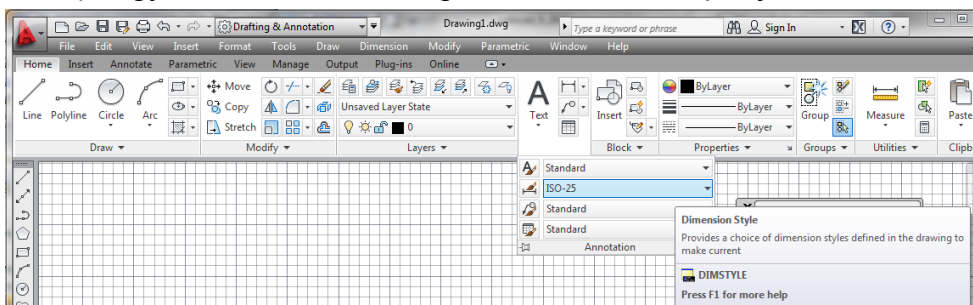 Drafting & Annotation Drawing1.dwg Type a keyword or phrase Sign In
File Edit View Insert Format Tools Draw Dimension Modify Parametric Window Help
Home Insert Annotate Parametric View Manage Output Plug-ins Online
Move ByLayer
Copy Unsaved Layer State ByLayer
Line Polyline Circle Arc Text Insert Group Measure Paste
Stretch 0 ByLayer
Draw Modify Layers Block Properties Groups Utilities Clipb
Standard
ISO-25
Standard
Standard
Annotation
Dimension Style
Provides a choice of dimension styles defined in the drawing to
make current
DIMSTYLE
Press F1 for more help